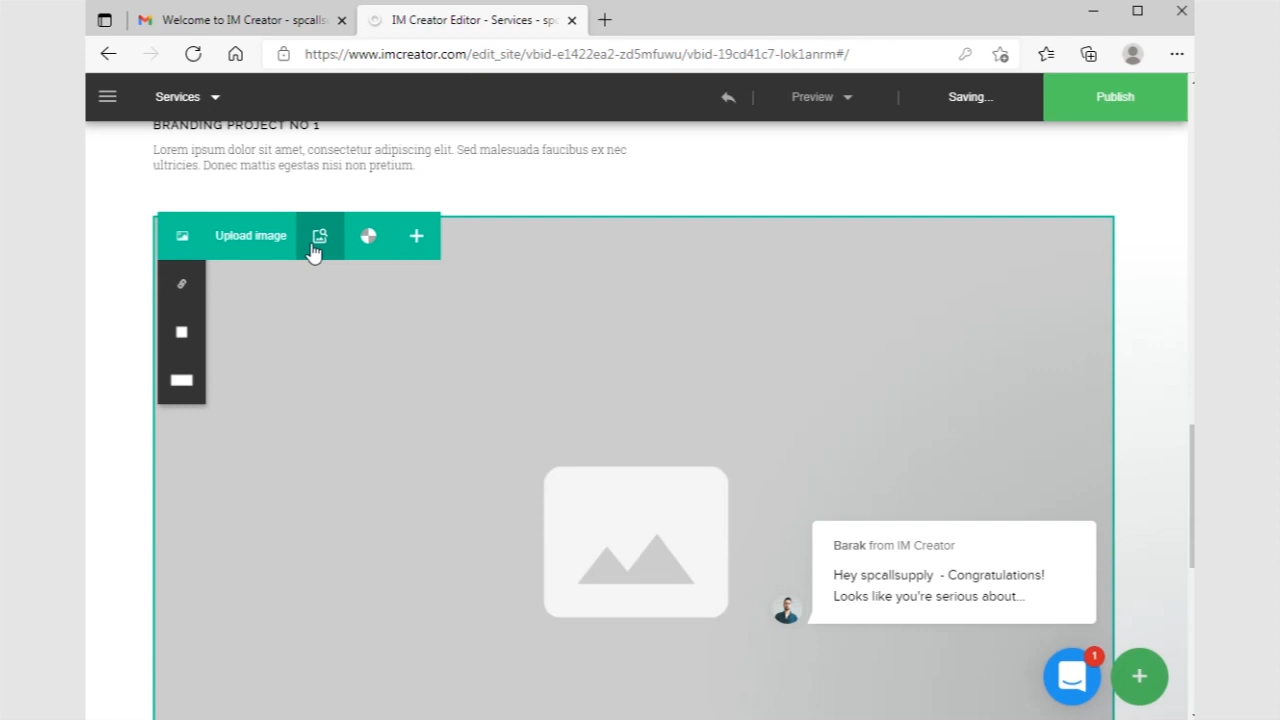 Welcome to IM Creator - spcalls
IM Creator Editor - Services - spc
https://www.imcreator.com/edit_site/vbid-e1422ea2-zd5mfuwu/vbid-19cd41c7-lok1anrm#/
Services
Preview
Saving...
Publish
BRANDING PROJECT NO 1
Lorem ipsum dolor sit amet, consectetur adipiscing elit. Sed malesuada faucibus ex nec
ultricies. Donec mattis egestas nisi non pretium.
Upload image
Barak from IM Creator
Hey spcallsupply - Congratulations!
Looks like you're serious about...
1